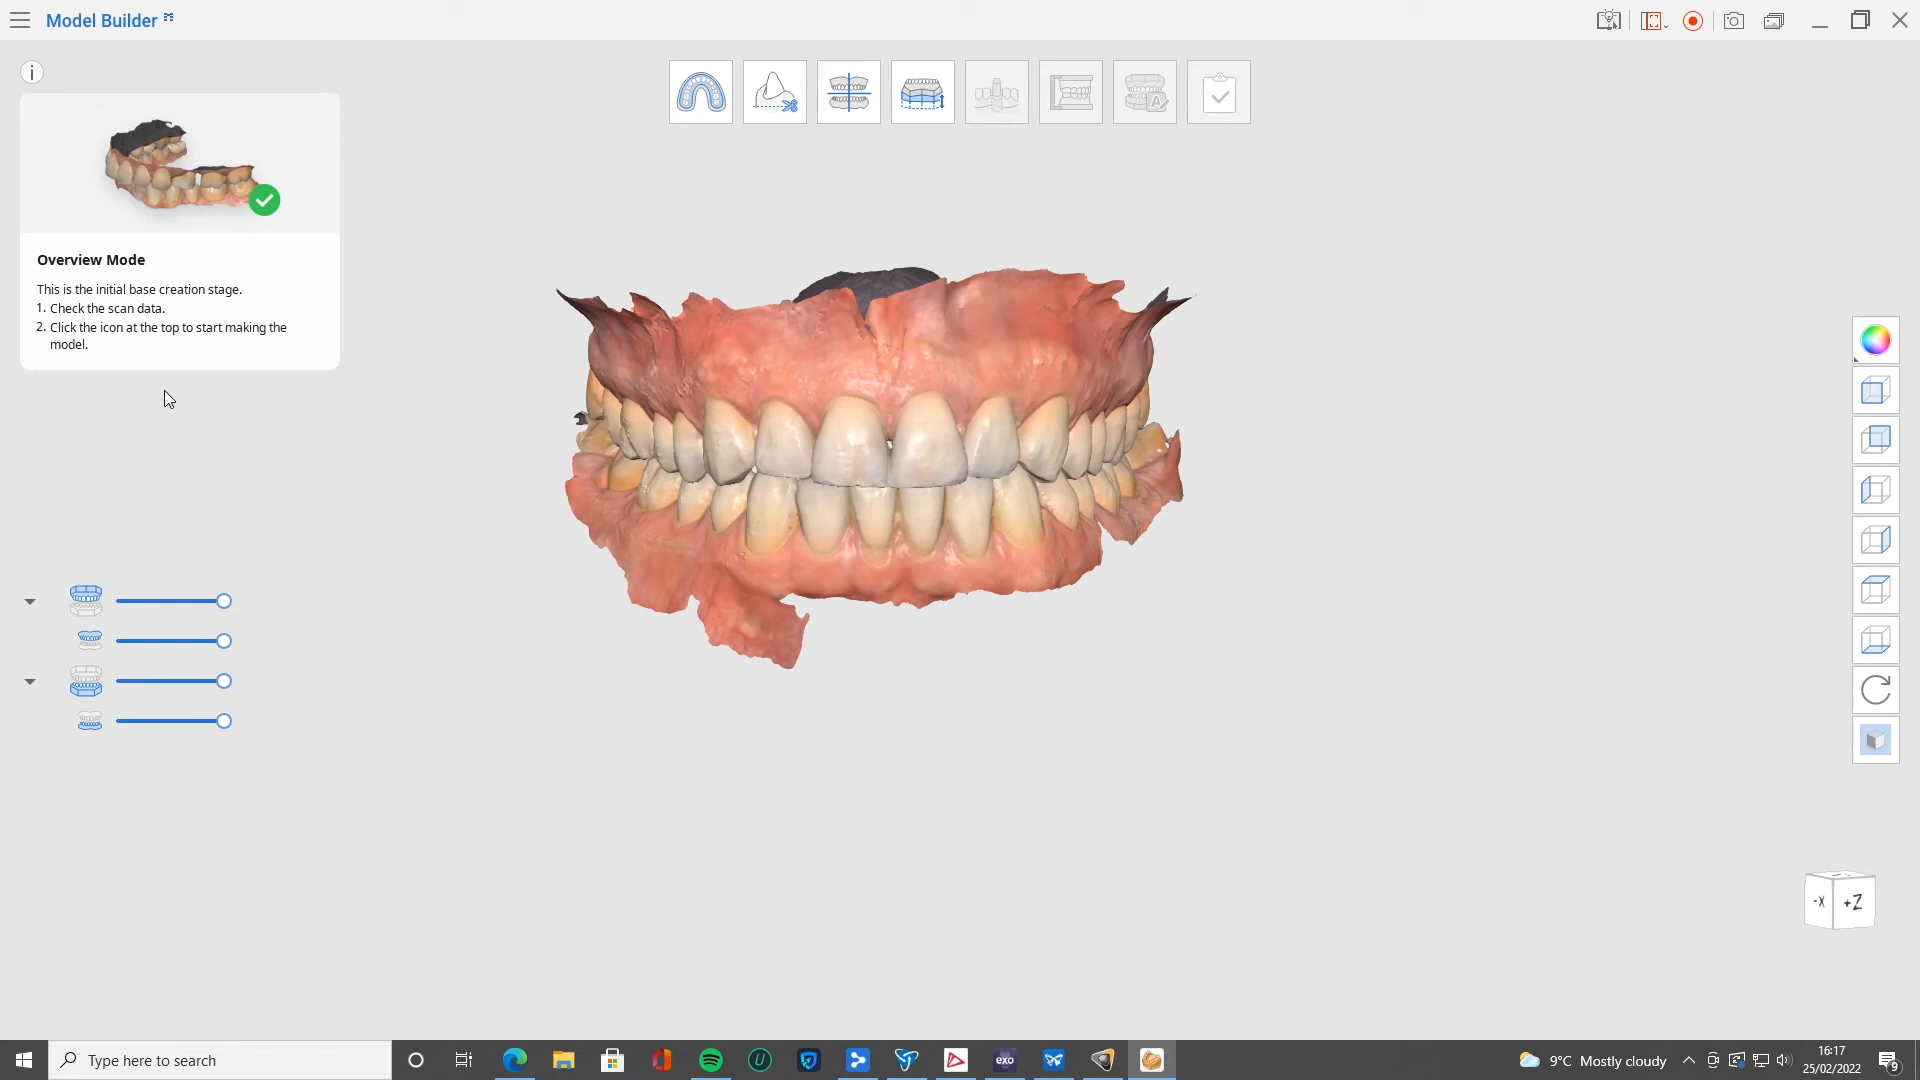 Model Builder
i
Overview Mode
This is the initial base creation stage.
1. Check the scan data.
2. Click the icon at the top to start making the
model.
A
-X
+Z
Type here to search
exo
9°C Mostly cloudy
16:17
25/02/2022
9